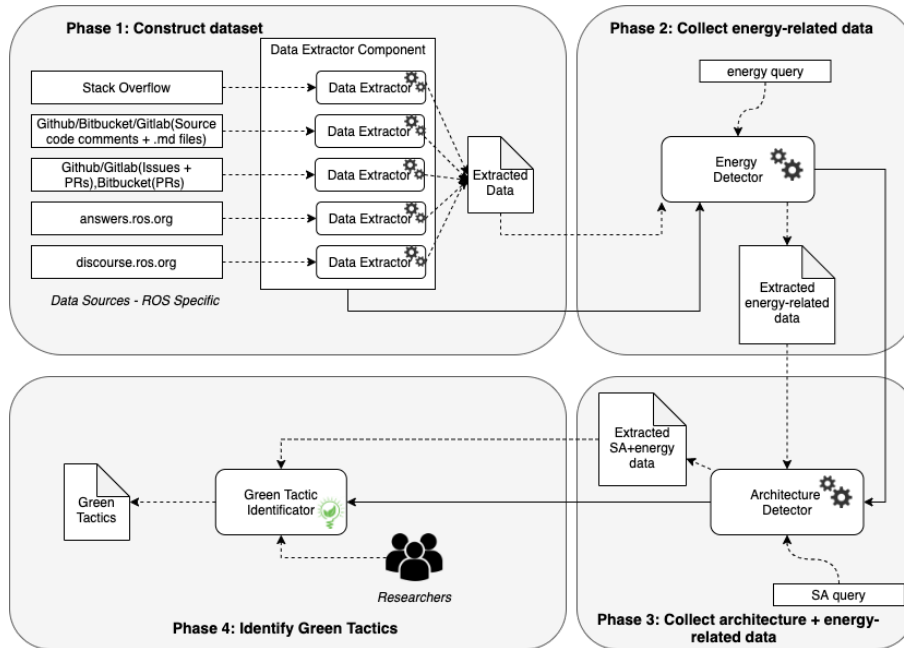 Phase 1: Construct dataset
Data Extractor Component
Stack Overflow
Data Extractor
Github/Bitbucket/Gitlab(Source
code comments + .md files)
Data Extractor
Github/Gitlab(Issues +
PRs),Bitbucket(PRs)
Data Extractor
answers.ros.org
Data Extractor
discourse.ros.org
Data Extractor
Data Sources - ROS Specific
Extracted
Data
Phase 2: Collect energy-related data
energy query
Energy
Detector
Extracted
energy-related
data
Extracted
SA+energy
data
Architecture
Detector
SA query
Phase 3: Collect architecture + energy-
related data
Green Tactic
Identificator
Green
Tactics
Researchers
Phase 4: Identify Green Tactics